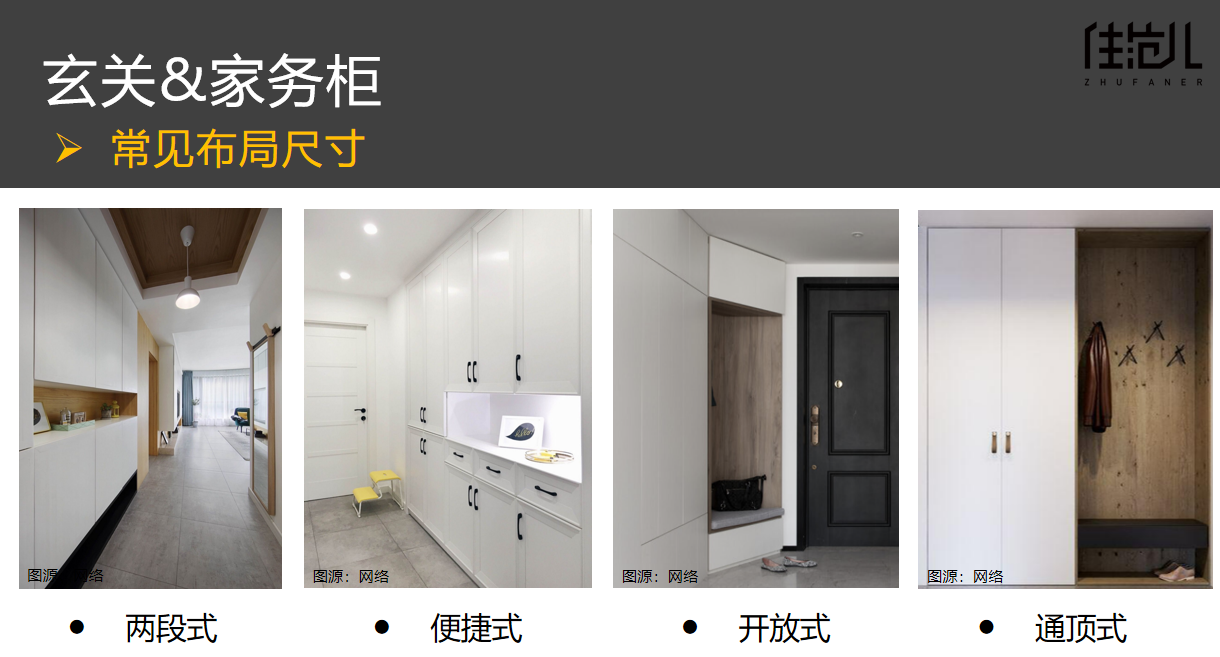 住范儿
ZHUFANER
玄关&家务柜
➢ 常见布局尺寸
图源：网络
图源：网络
图源：网络
图源：网络
● 两段式
● 便捷式
● 开放式
● 通顶式